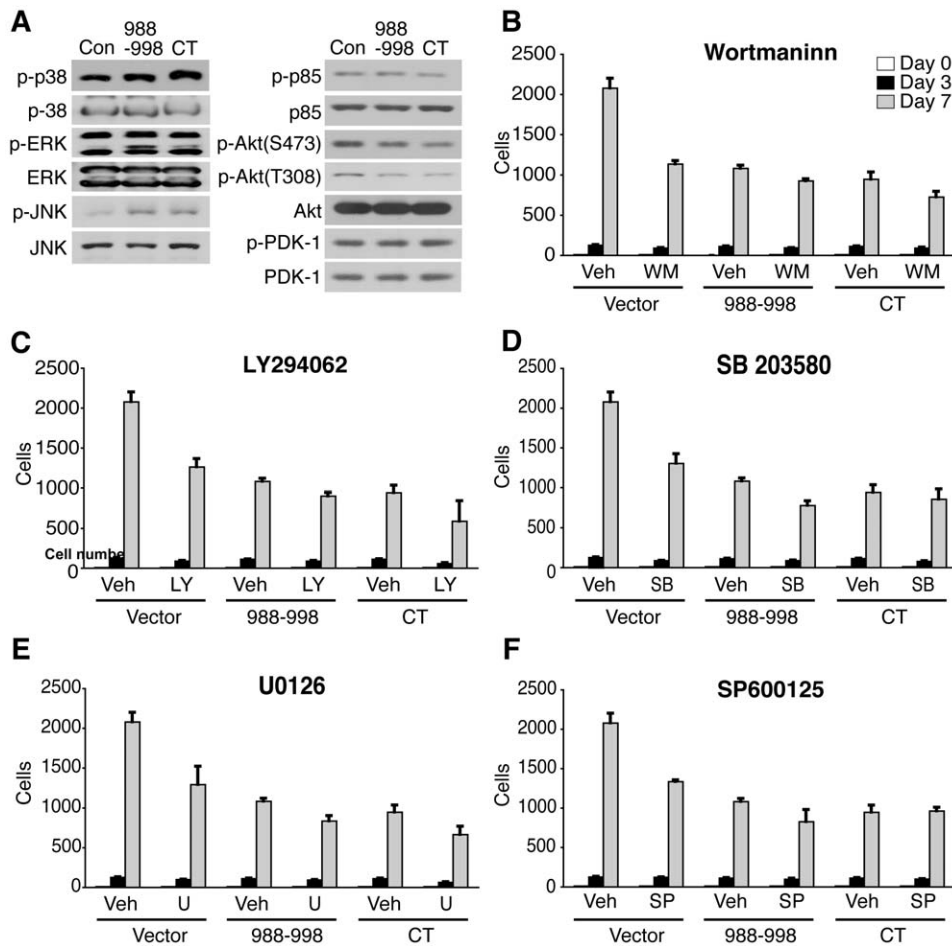 A
988
Con -998 CT
p-p38
p-38
p-ERK
ERK
p-JNK
JNK
988
Con -998 CT
p-p85
p85
p-Akt(S473)
p-Akt(T308)
Akt
p-PDK-1
PDK-1
B
Wortmaninn
Day 0
Day 3
Day 7
Cells
2500
2000
1500
1000
500
0
Veh WM Veh WM Veh WM
Vector 988-998 CT
C
LY294062
Cells
2500
2000
1500
1000
500
Cell numbe
0
Veh LY Veh LY Veh LY
Vector 988-998 CT
D
SB 203580
Cells
2500
2000
1500
1000
500
0
Veh SB Veh SB Veh SB
Vector 988-998 CT
E
U0126
Cells
2500
2000
1500
1000
500
0
Veh U Veh U Veh U
Vector 988-998 CT
F
SP600125
Cells
2500
2000
1500
1000
500
0
Veh SP Veh SP Veh SP
Vector 988-998 CT